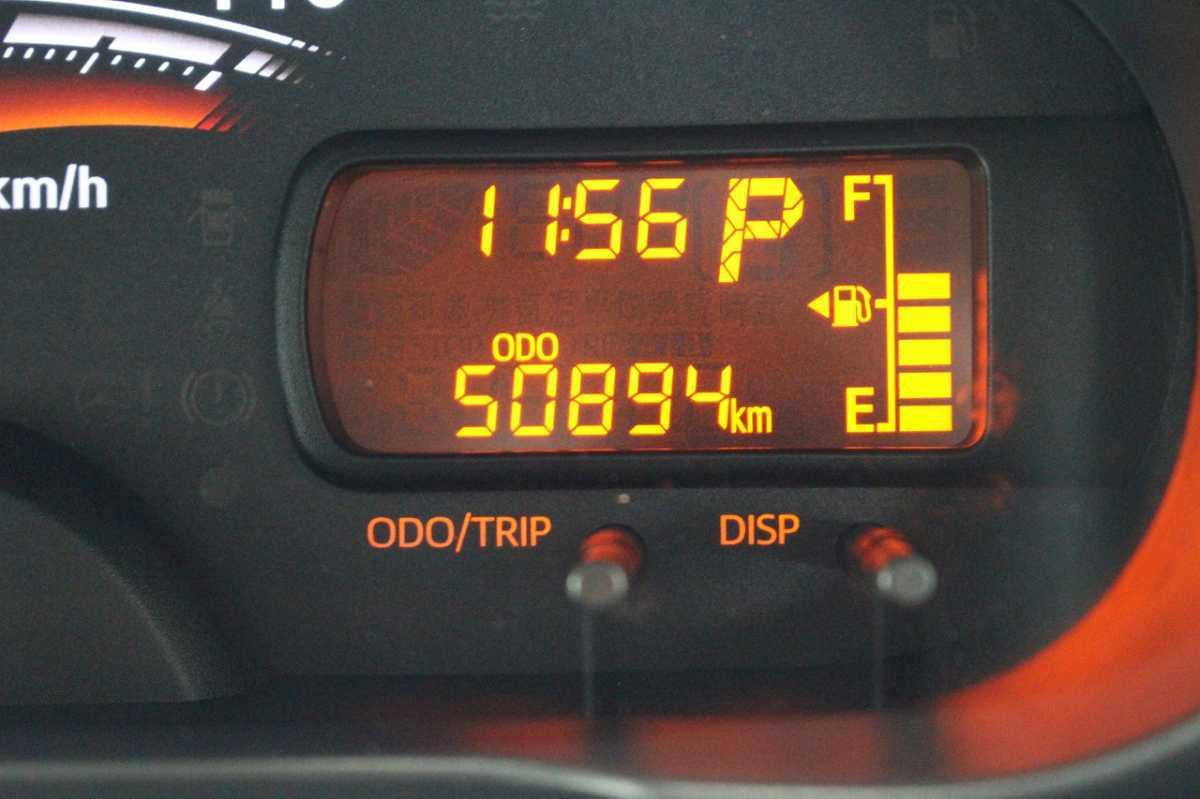 km/h
11:56 P
F
ODO
50894km
E
ODO/TRIP
DISP